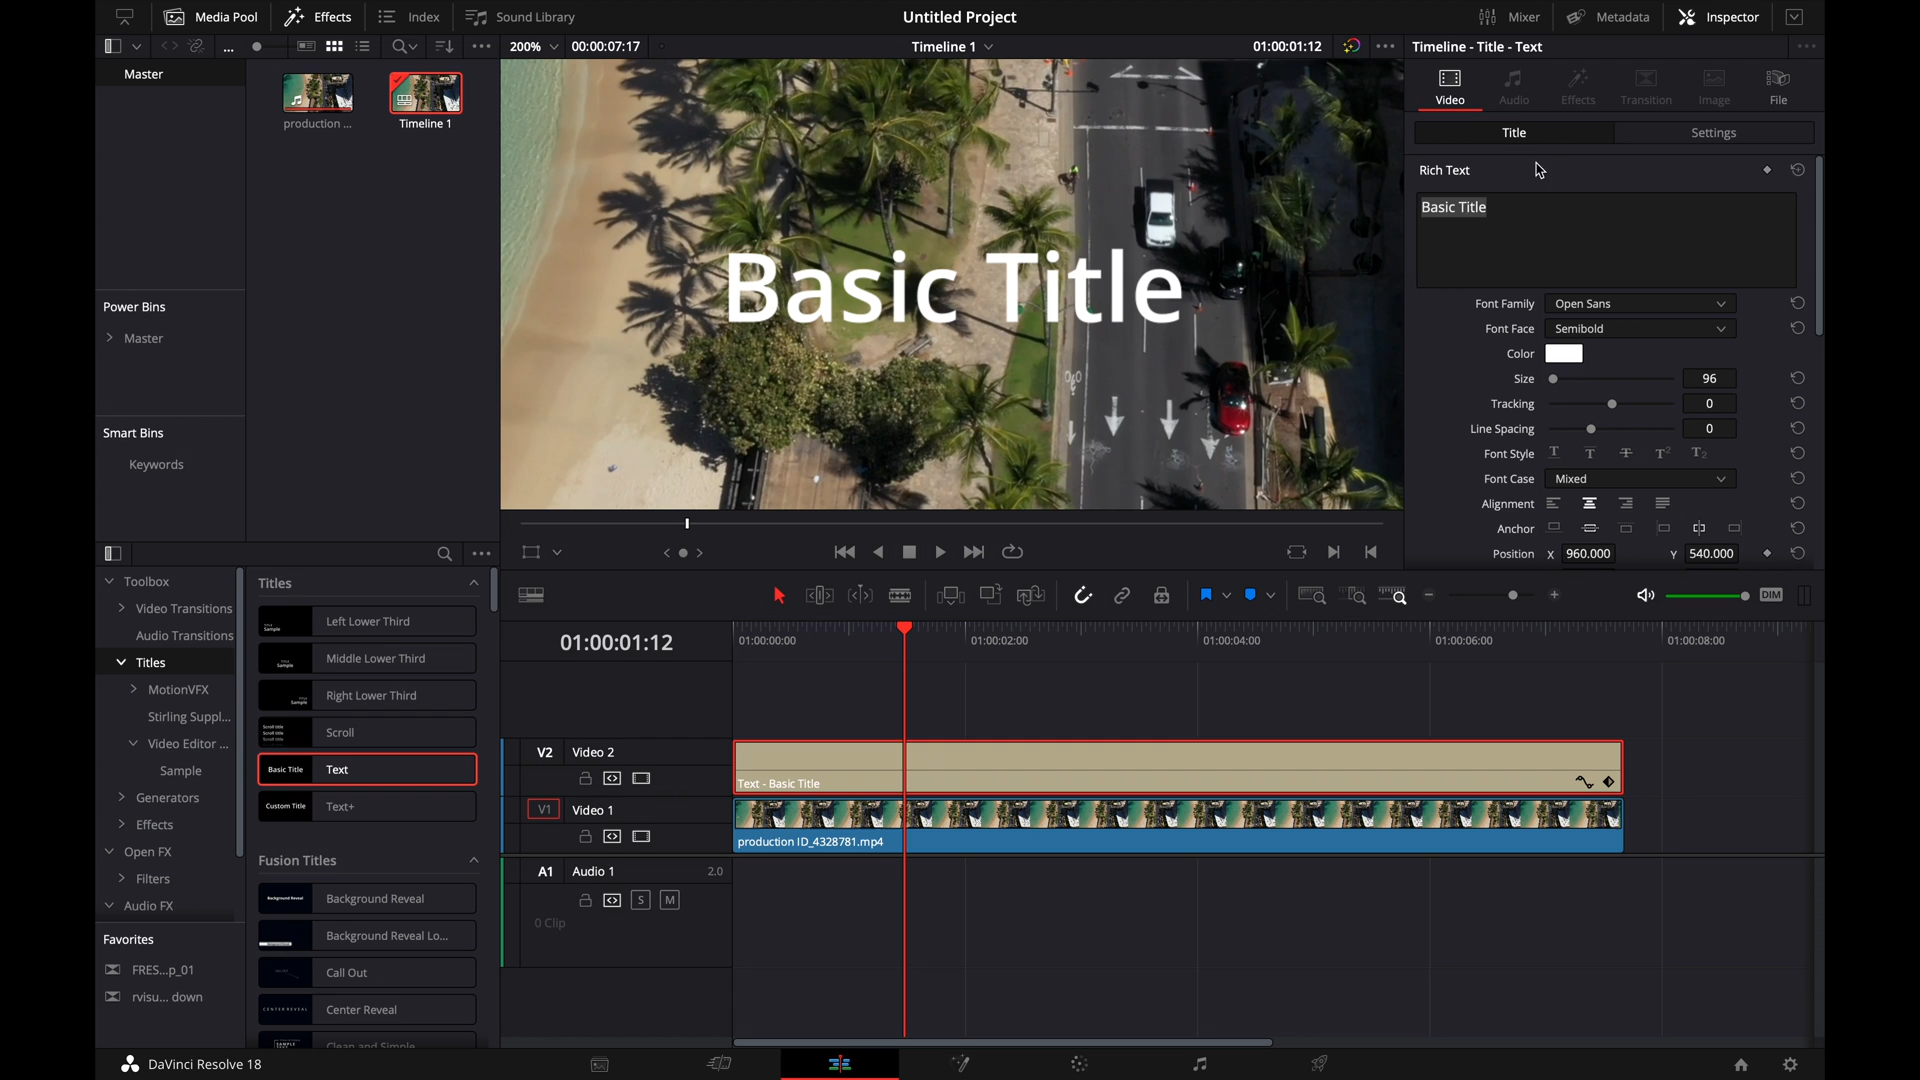 Media Pool
Effects
Index
Sound Library
Untitled Project
Mixer
Metadata
Inspector
200%
00:00:07:17
Timeline 1
01:00:01:12
Timeline - Title - Text
Master
production ...
Timeline 1
Video
Audio
Effects
Transition
Image
File
Title
Settings
Rich Text
Basic Title
Basic Title
Power Bins
Master
Smart Bins
Keywords
Font Family
Open Sans
Font Face
Semibold
Color
Size
96
Tracking
0
Line Spacing
0
Font Style
T T T T² T₂
Font Case
Mixed
Alignment
Anchor
Position
X 960.000
Y 540.000
Toolbox
Video Transitions
Audio Transitions
Titles
MotionVFX
Stirling Suppl...
Video Editor ...
Sample
Generators
Effects
Open FX
Filters
Audio FX
Favorites
FRES...p_01
rvisu... down
Titles
Left Lower Third
Middle Lower Third
Right Lower Third
Scroll
Basic Title
Text
Custom Title
Text+
Fusion Titles
Background Reveal
Background Reveal
Background Reveal Lo...
Call Out
CENTER REVEAL
Center Reveal
Clean and Simple
DIM
01:00:01:12
01:00:00:00
01:00:02:00
01:00:04:00
01:00:06:00
01:00:08:00
V2
Video 2
Text - Basic Title
V1
Video 1
production ID_4328781.mp4
A1
Audio 1
2.0
S
M
0 Clip
DaVinci Resolve 18